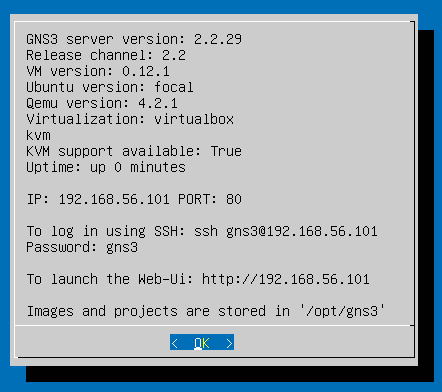 GNS3 server version: 2.2.29
Release channel: 2.2
VM version: 0.12.1
Ubuntu version: focal
Qemu version: 4.2.1
Virtualization: virtualbox
kvm
KVM support available: True
Uptime: up 0 minutes
IP: 192.168.56.101 PORT: 80
To log in using SSH: ssh gns3@192.168.56.101
Password: gns3
To launch the Web-Ui: http://192.168.56.101
Images and projects are stored in '/opt/gns3'
< OK >